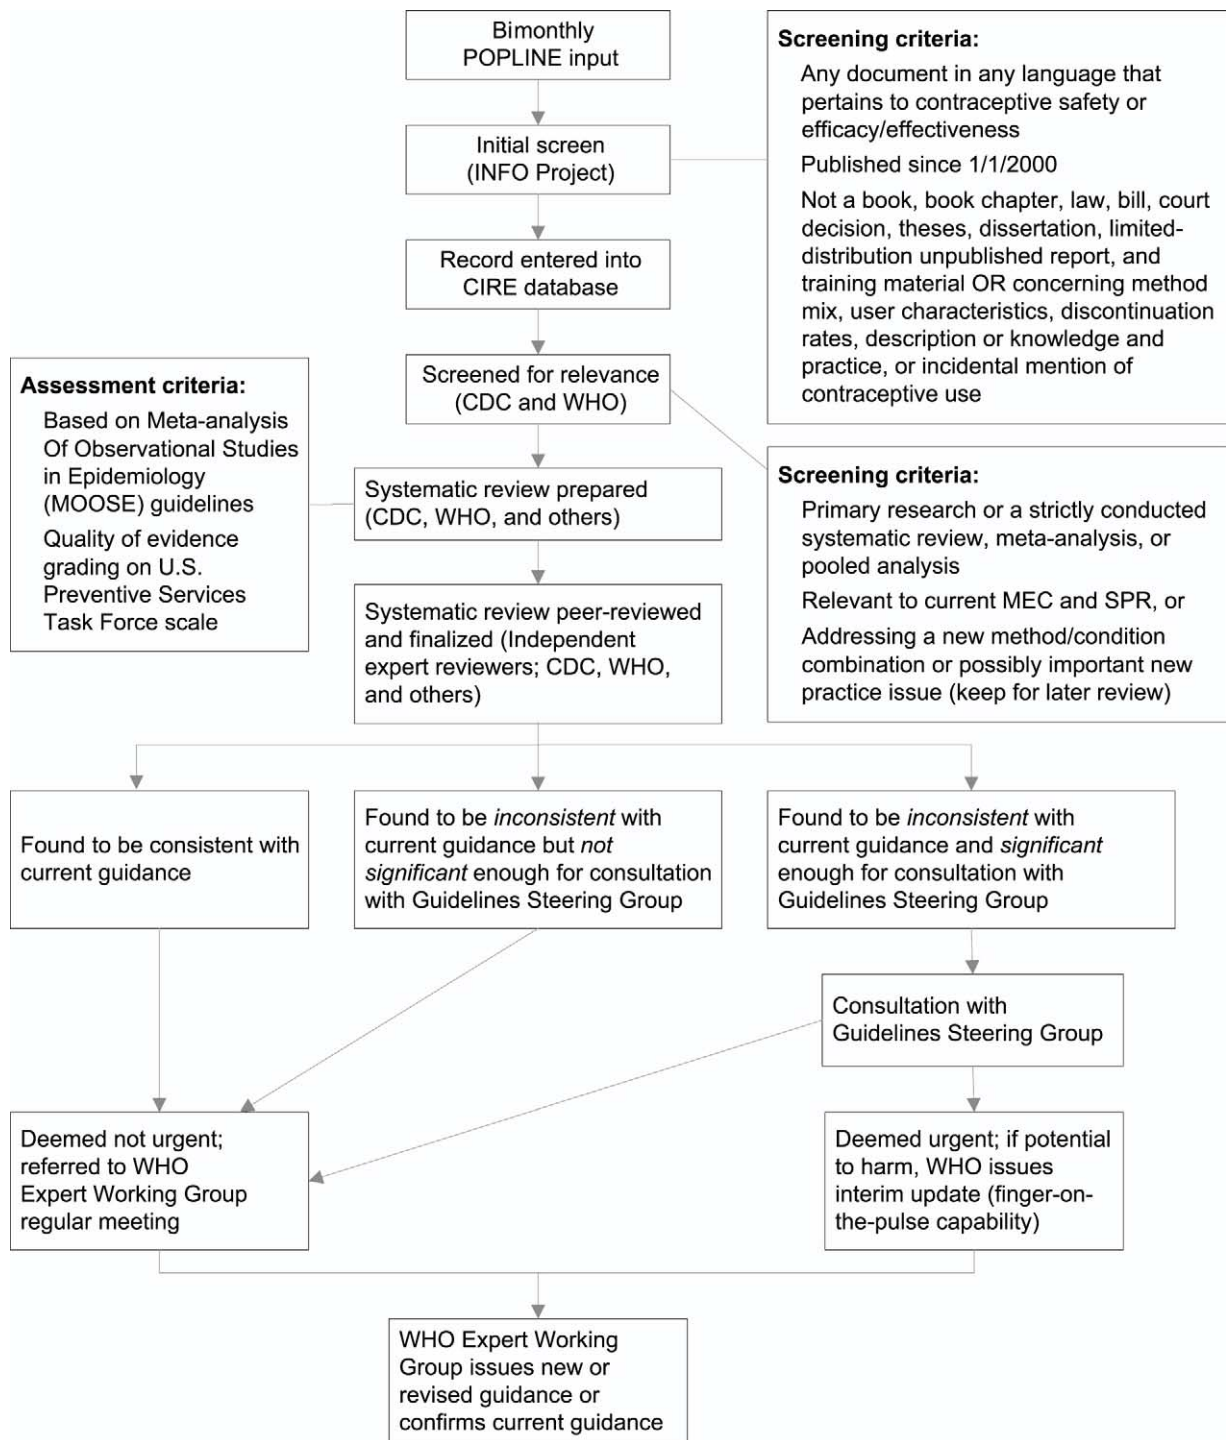 Bimonthly
POPLINE input
Screening criteria:
Any document in any language that
pertains to contraceptive safety or
efficacy/effectiveness
Published since 1/1/2000
Not a book, book chapter, law, bill, court
decision, theses, dissertation, limited-
distribution unpublished report, and
training material OR concerning method
mix, user characteristics, discontinuation
rates, description or knowledge and
practice, or incidental mention of
contraceptive use
Initial screen
(INFO Project)
Record entered into
CIRE database
Screened for relevance
(CDC and WHO)
Screening criteria:
Primary research or a strictly conducted
systematic review, meta-analysis, or
pooled analysis
Relevant to current MEC and SPR, or
Addressing a new method/condition
combination or possibly important new
practice issue (keep for later review)
Assessment criteria:
Based on Meta-analysis
Of Observational Studies
in Epidemiology
(MOOSE) guidelines
Quality of evidence
grading on U.S.
Preventive Services
Task Force scale
Systematic review prepared
(CDC, WHO, and others)
Systematic review peer-reviewed
and finalized (Independent
expert reviewers; CDC, WHO,
and others)
Found to be consistent with
current guidance
Found to be inconsistent with
current guidance but not
significant enough for consultation
with Guidelines Steering Group
Found to be inconsistent with
current guidance and significant
enough for consultation with
Guidelines Steering Group
Consultation with
Guidelines Steering Group
Deemed not urgent;
referred to WHO
Expert Working Group
regular meeting
Deemed urgent; if potential
to harm, WHO issues
interim update (finger-on-
the-pulse capability)
WHO Expert Working
Group issues new or
revised guidance or
confirms current guidance